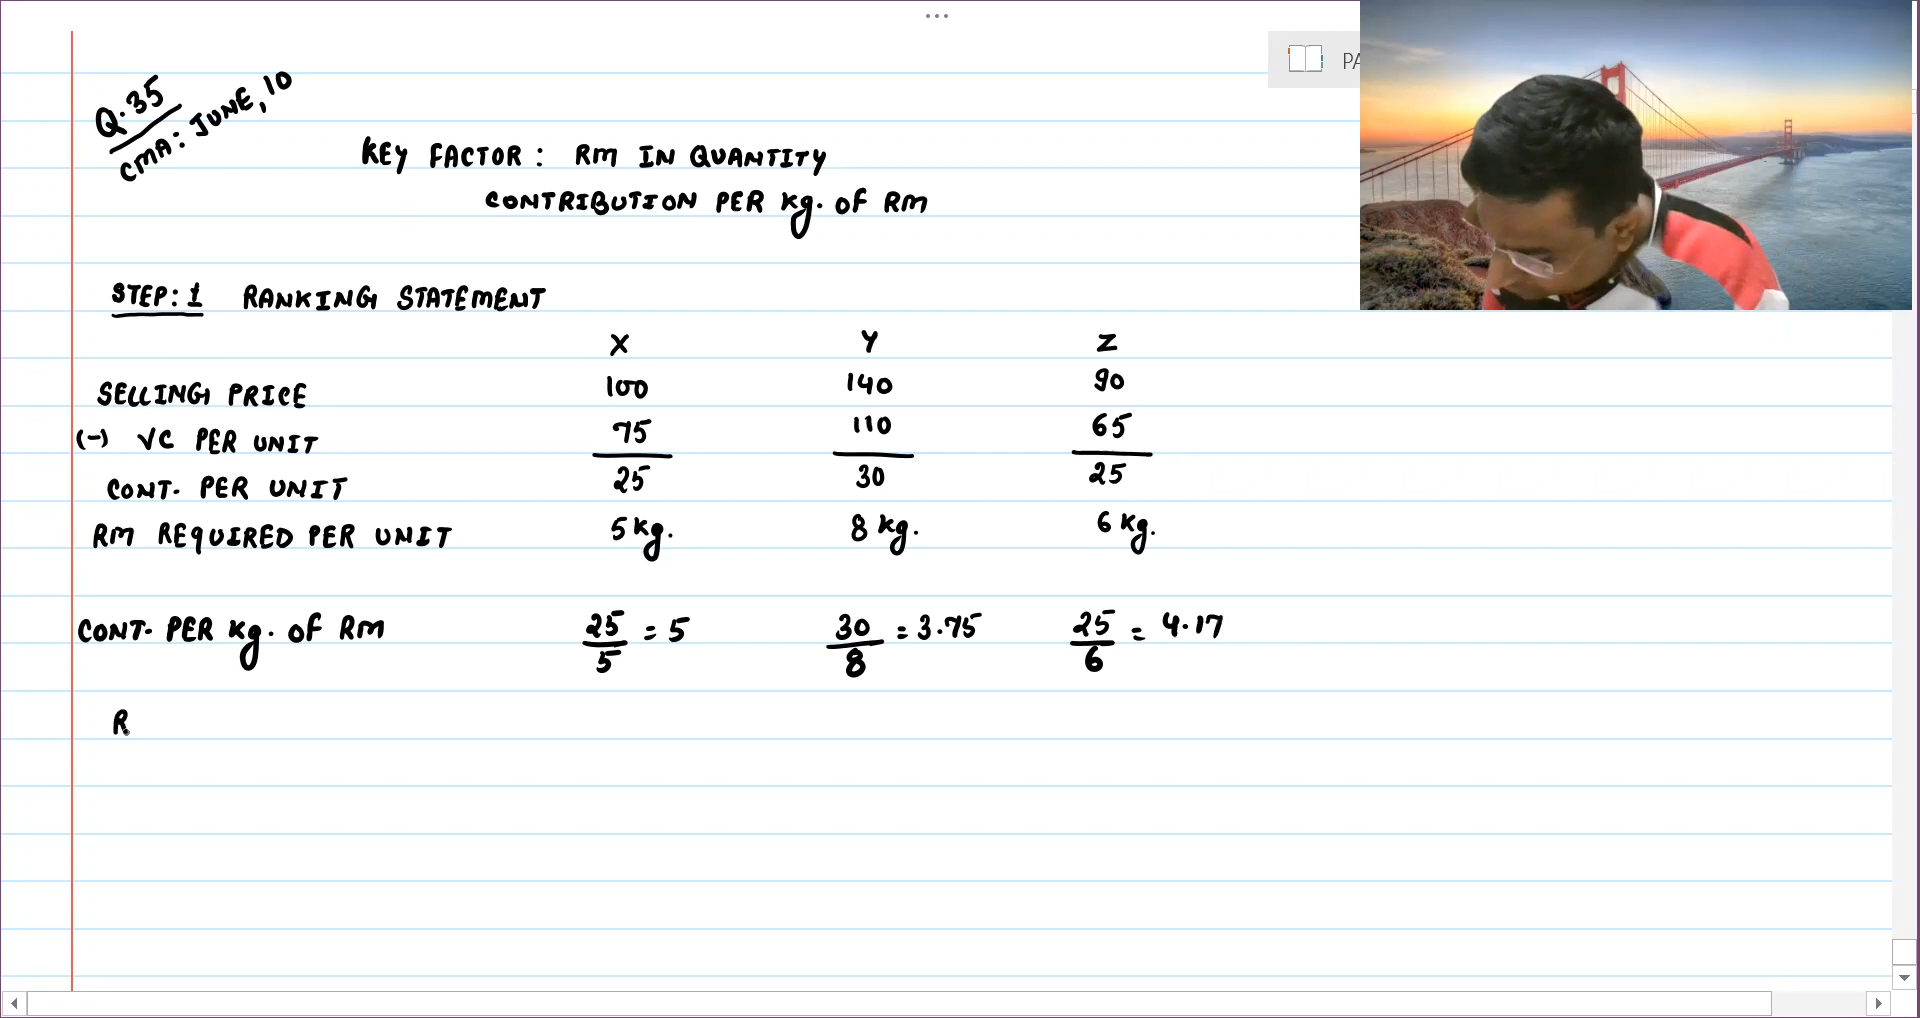 Q.35
CMA: JUNE, 10
PA
KEY FACTOR: RM IN QUANTITY
CONTRIBUTION PER kg. OF RM
STEP: 1 RANKING STATEMENT
X Y Z
SELLING PRICE 100 140 90
(-) VC PER UNIT 75 110 65
CONT. PER UNIT 25 30 25
RM REQUIRED PER UNIT 5 kg. 8 kg. 6 kg.
CONT. PER kg. OF RM 25/5 = 5 30/8 = 3.75 25/6 = 4.17
R